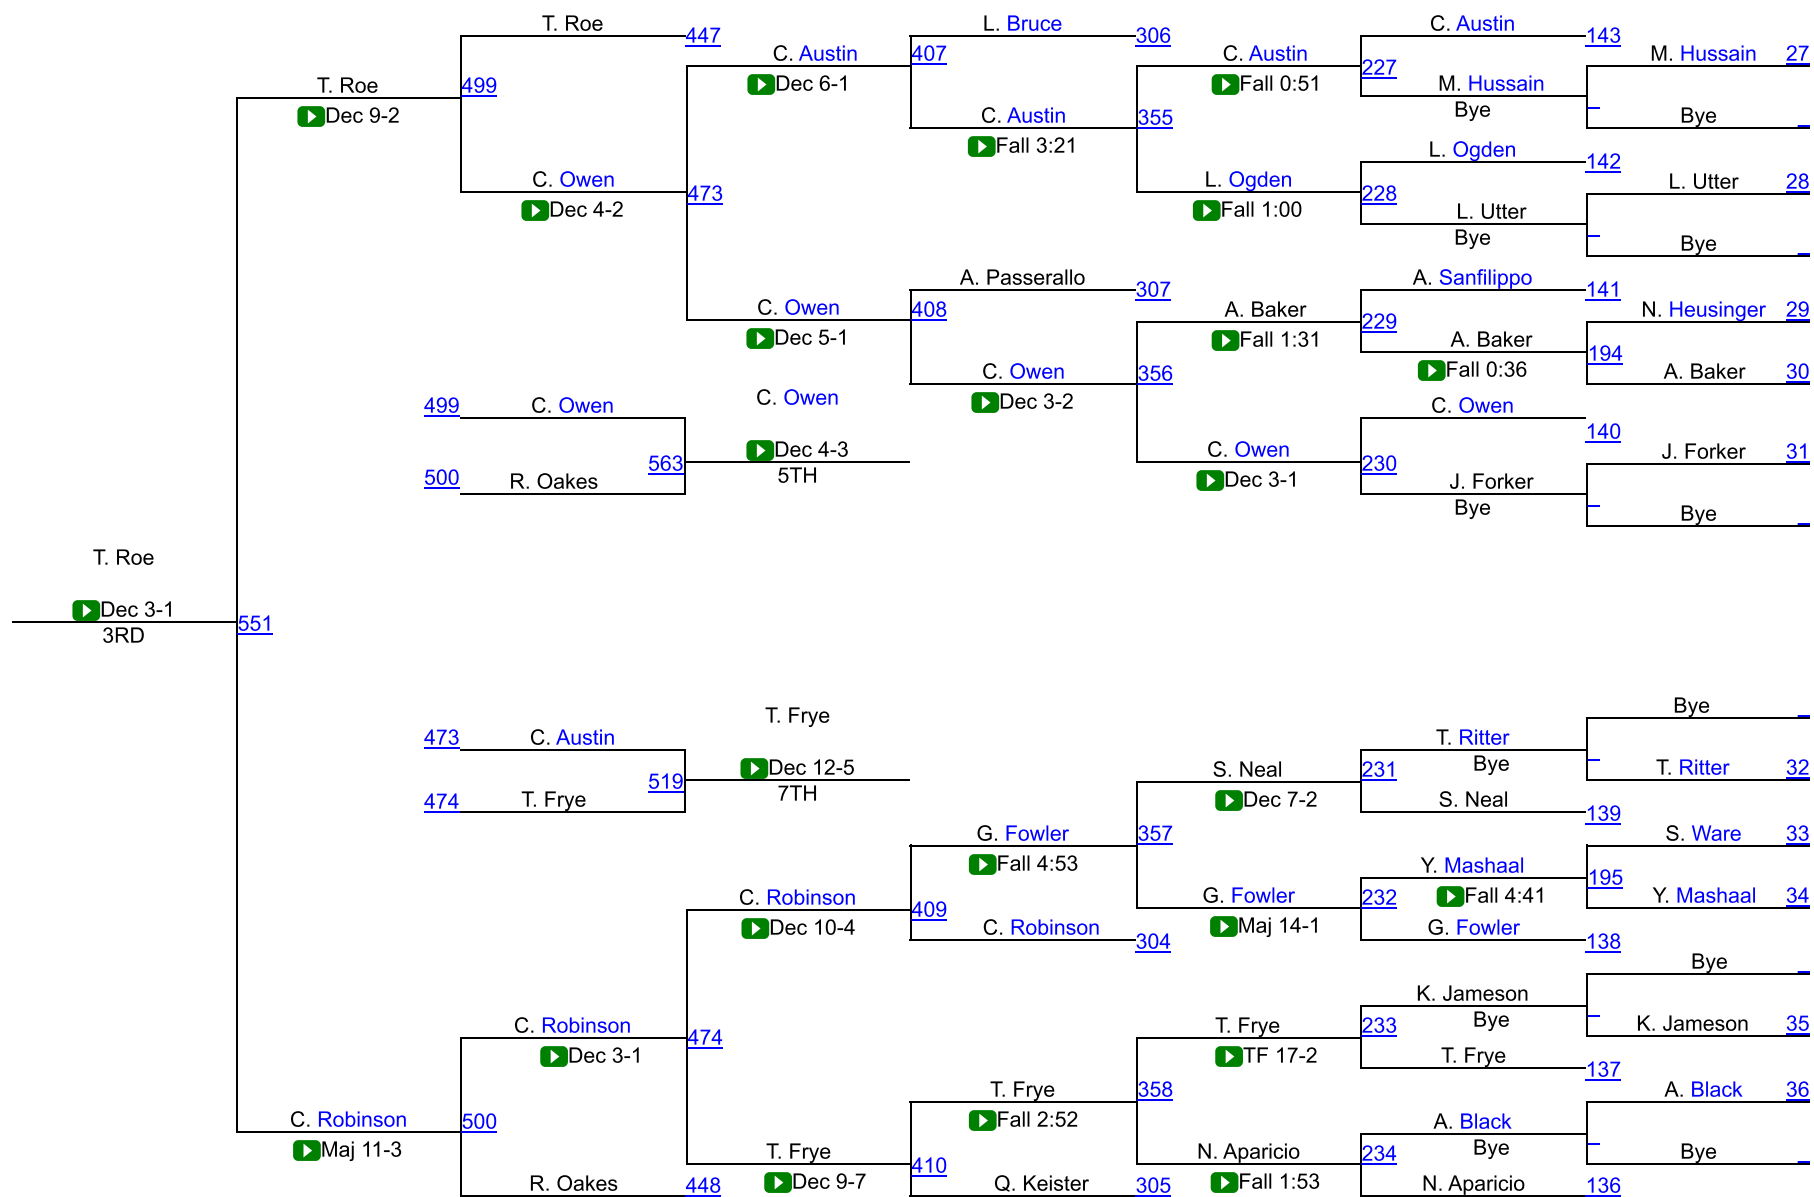 T. Roe
447
L. Bruce
306
C. Austin
143
C. Austin
407
C. Austin
M. Hussain
27
T. Roe
499
Dec 6-1
Fall 0:51
227
M. Hussain
Bye
Dec 9-2
C. Austin
355
Bye
Fall 3:21
L. Ogden
142
C. Owen
473
L. Ogden
228
L. Utter
28
Dec 4-2
Fall 1:00
L. Utter
Bye
Bye
A. Passerallo
307
A. Sanfilippo
141
C. Owen
408
A. Baker
229
N. Heusinger
29
Dec 5-1
Fall 1:31
A. Baker
194
Fall 0:36
A. Baker
30
C. Owen
356
499
C. Owen
C. Owen
Dec 3-2
C. Owen
140
Dec 4-3
C. Owen
230
J. Forker
31
500
R. Oakes
563
5TH
Dec 3-1
J. Forker
Bye
Bye
T. Roe
Dec 3-1
3RD
551
T. Frye
Bye
473
C. Austin
T. Ritter
Bye
474
T. Frye
519
Dec 12-5
7TH
S. Neal
231
T. Ritter
32
Dec 7-2
S. Neal
139
G. Fowler
357
S. Ware
33
Fall 4:53
Y. Mashaal
195
C. Robinson
409
G. Fowler
232
Fall 4:41
Y. Mashaal
34
Dec 10-4
C. Robinson
304
Maj 14-1
G. Fowler
138
Bye
K. Jameson
Bye
C. Robinson
474
T. Frye
233
K. Jameson
35
Dec 3-1
TF 17-2
T. Frye
137
T. Frye
358
A. Black
36
C. Robinson
500
Fall 2:52
A. Black
Bye
Maj 11-3
T. Frye
410
N. Aparicio
234
Bye
R. Oakes
448
Dec 9-7
Q. Keister
305
Fall 1:53
N. Aparicio
136